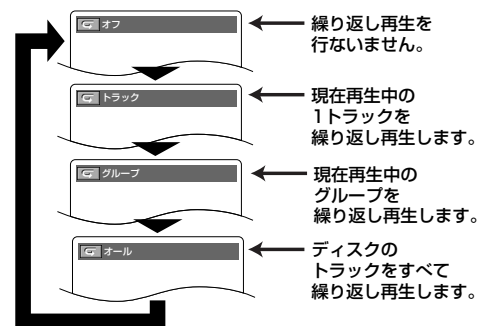 オフ
繰り返し再生を
行ないません。
トラック
現在再生中の
1トラックを
繰り返し再生します。
グループ
現在再生中の
グループを
繰り返し再生します。
オール
ディスクの
トラックをすべて
繰り返し再生します。